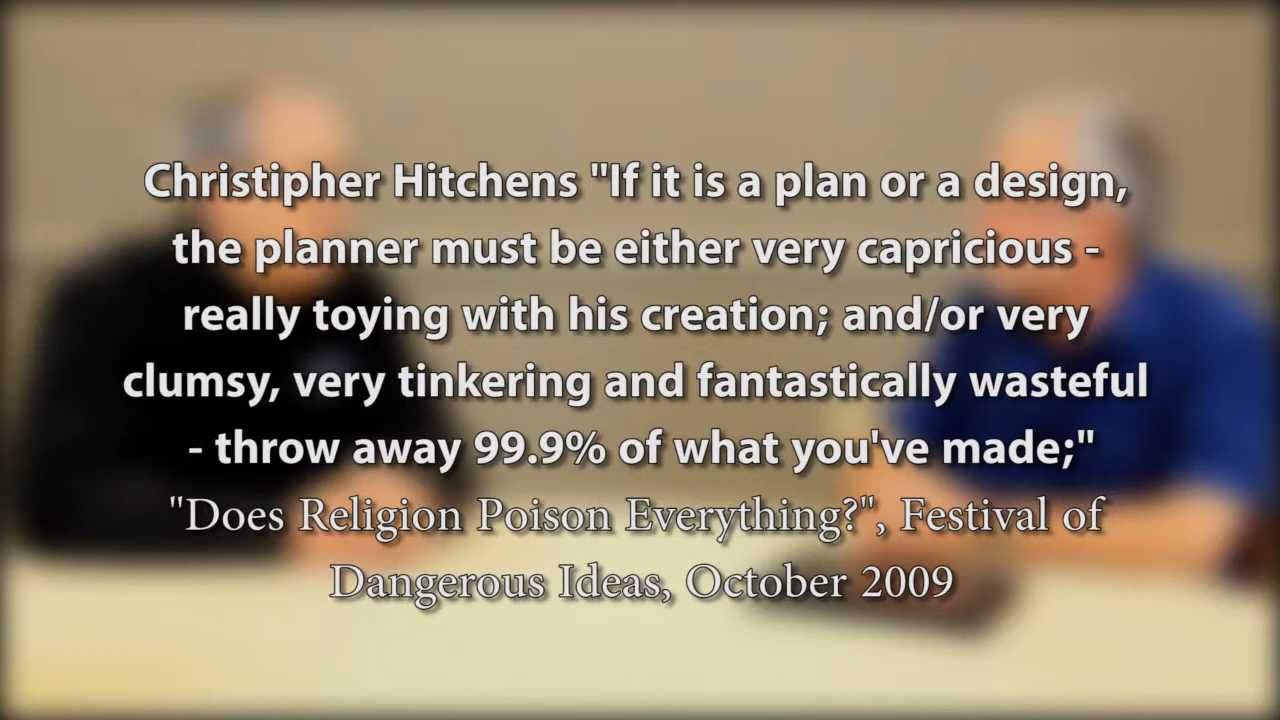 Christipher Hitchens "If it is a plan or a design,
the planner must be either very capricious -
really toying with his creation; and/or very
clumsy, very tinkering and fantastically wasteful
- throw away 99.9% of what you've made;"
"Does Religion Poison Everything?", Festival of
Dangerous Ideas, October 2009